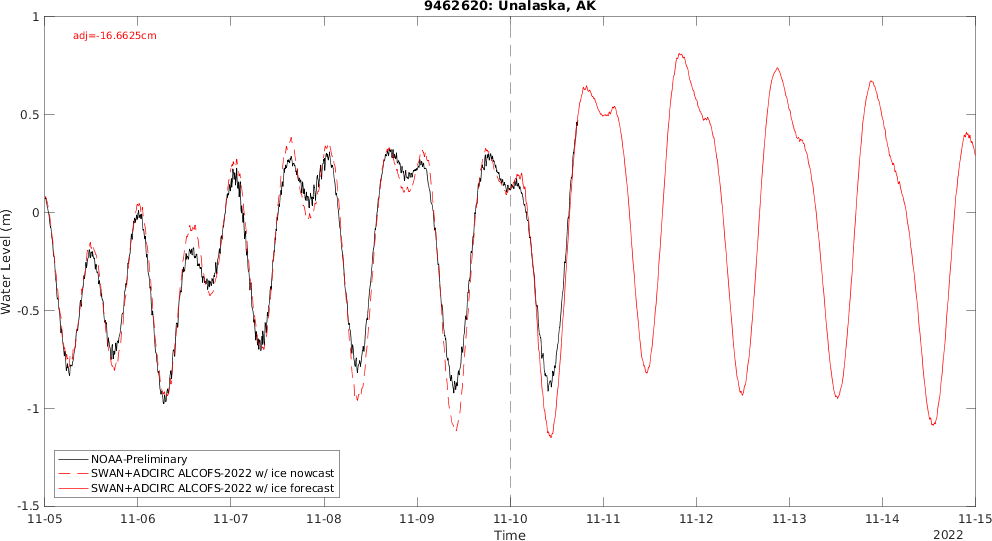 9462620: Unalaska, AK
adj=-16.6625cm
1
0.5
0
-0.5
-1
-1.5
Water Level (m)
NOAA-Preliminary
SWAN+ADCIRC ALCOFS-2022 w/ ice nowcast
SWAN+ADCIRC ALCOFS-2022 w/ ice forecast
11-05 11-06 11-07 11-08 11-09 11-10 11-11 11-12 11-13 11-14 11-15
Time
2022